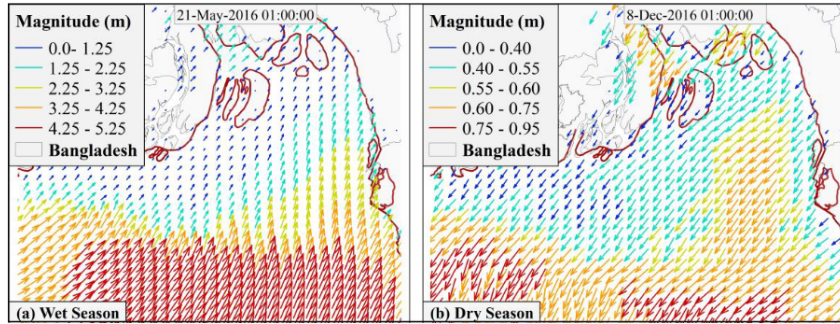 Magnitude (m)
0.0- 1.25
1.25 - 2.25
2.25 - 3.25
3.25 - 4.25
4.25 - 5.25
Bangladesh
21-May-2016 01:00:00
(a) Wet Season
Magnitude (m)
0.0 - 0.40
0.40 - 0.55
0.55 - 0.60
0.60 - 0.75
0.75 - 0.95
Bangladesh
8-Dec-2016 01:00:00
(b) Dry Season